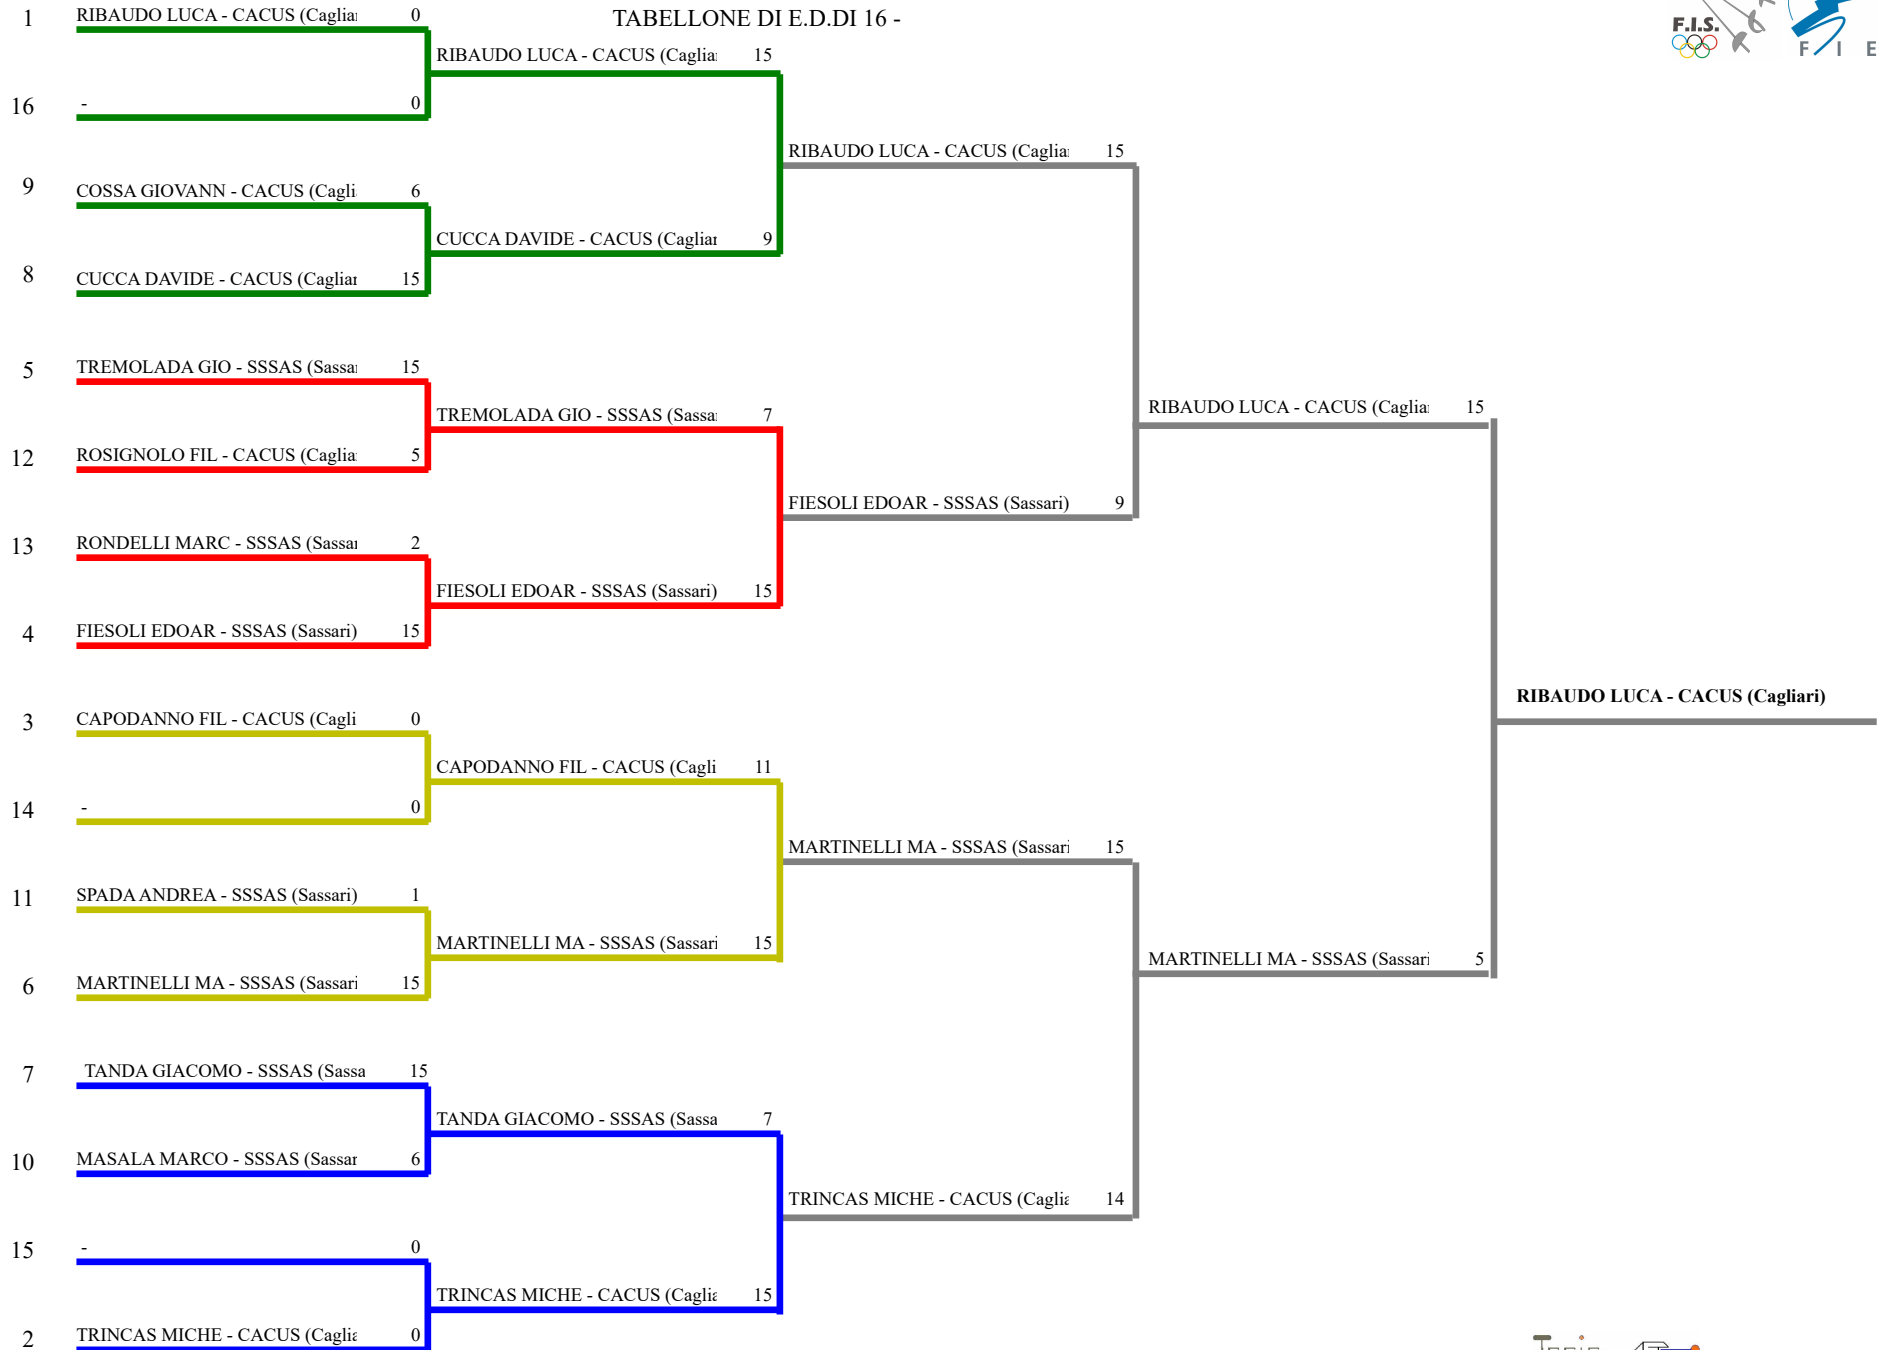 TABELLONE DI E.D.DI 16 -
F.I.S.
F I E
1 RIBAUDO LUCA - CACUS (Caglia 0
RIBAUDO LUCA - CACUS (Caglia 15
16 - 0
RIBAUDO LUCA - CACUS (Caglia 15
9 COSSA GIOVANN - CACUS (Cagli 6
CUCCA DAVIDE - CACUS (Cagliar 9
8 CUCCA DAVIDE - CACUS (Cagliar 15
5 TREMOLADA GIO - SSSAS (Sassa 15
RIBAUDO LUCA - CACUS (Caglia 15
TREMOLADA GIO - SSSAS (Sassa 7
12 ROSIGNOLO FIL - CACUS (Caglia 5
FIESOLI EDOAR - SSSAS (Sassari) 9
13 RONDELLI MARC - SSSAS (Sassa 2
FIESOLI EDOAR - SSSAS (Sassari) 15
4 FIESOLI EDOAR - SSSAS (Sassari) 15
RIBAUDO LUCA - CACUS (Cagliari)
3 CAPODANNO FIL - CACUS (Cagli 0
CAPODANNO FIL - CACUS (Cagli 11
14 - 0
MARTINELLI MA - SSSAS (Sassari 15
11 SPADA ANDREA - SSSAS (Sassari) 1
MARTINELLI MA - SSSAS (Sassari 15
MARTINELLI MA - SSSAS (Sassari 5
6 MARTINELLI MA - SSSAS (Sassari 15
7 TANDA GIACOMO - SSSAS (Sassa 15
TANDA GIACOMO - SSSAS (Sassa 7
10 MASALA MARCO - SSSAS (Sassar 6
TRINCAS MICHE - CACUS (Caglia 14
15 - 0
TRINCAS MICHE - CACUS (Caglia 15
2 TRINCAS MICHE - CACUS (Caglia 0